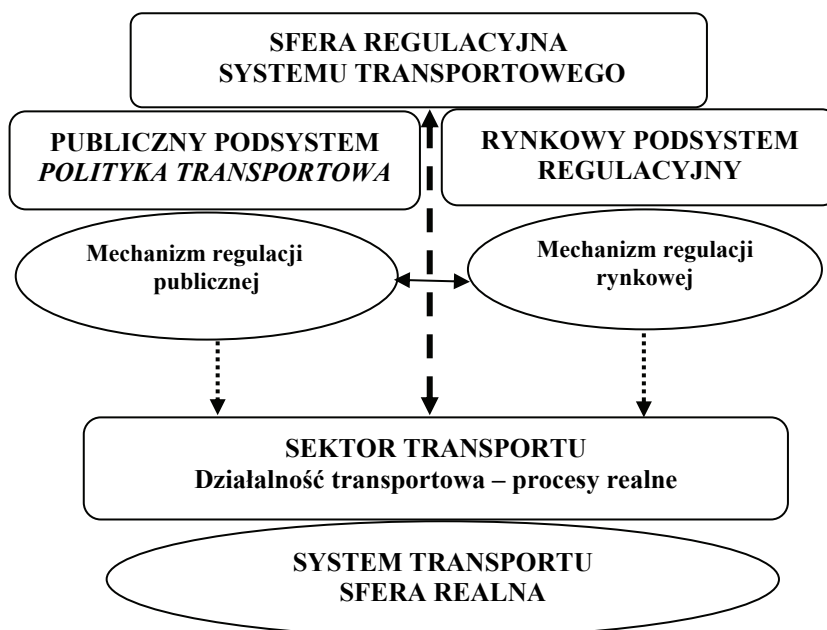 SFERA REGULACYJNA
SYSTEMU TRANSPORTOWEGO
PUBLICZNY PODSYSTEM
POLITYKA TRANSPORTOWA
RYNKOWY PODSYSTEM
REGULACYJNY
Mechanizm regulacji
publicznej
Mechanizm regulacji
rynkowej
SEKTOR TRANSPORTU
Działalność transportowa – procesy realne
SYSTEM TRANSPORTU
SFERA REALNA